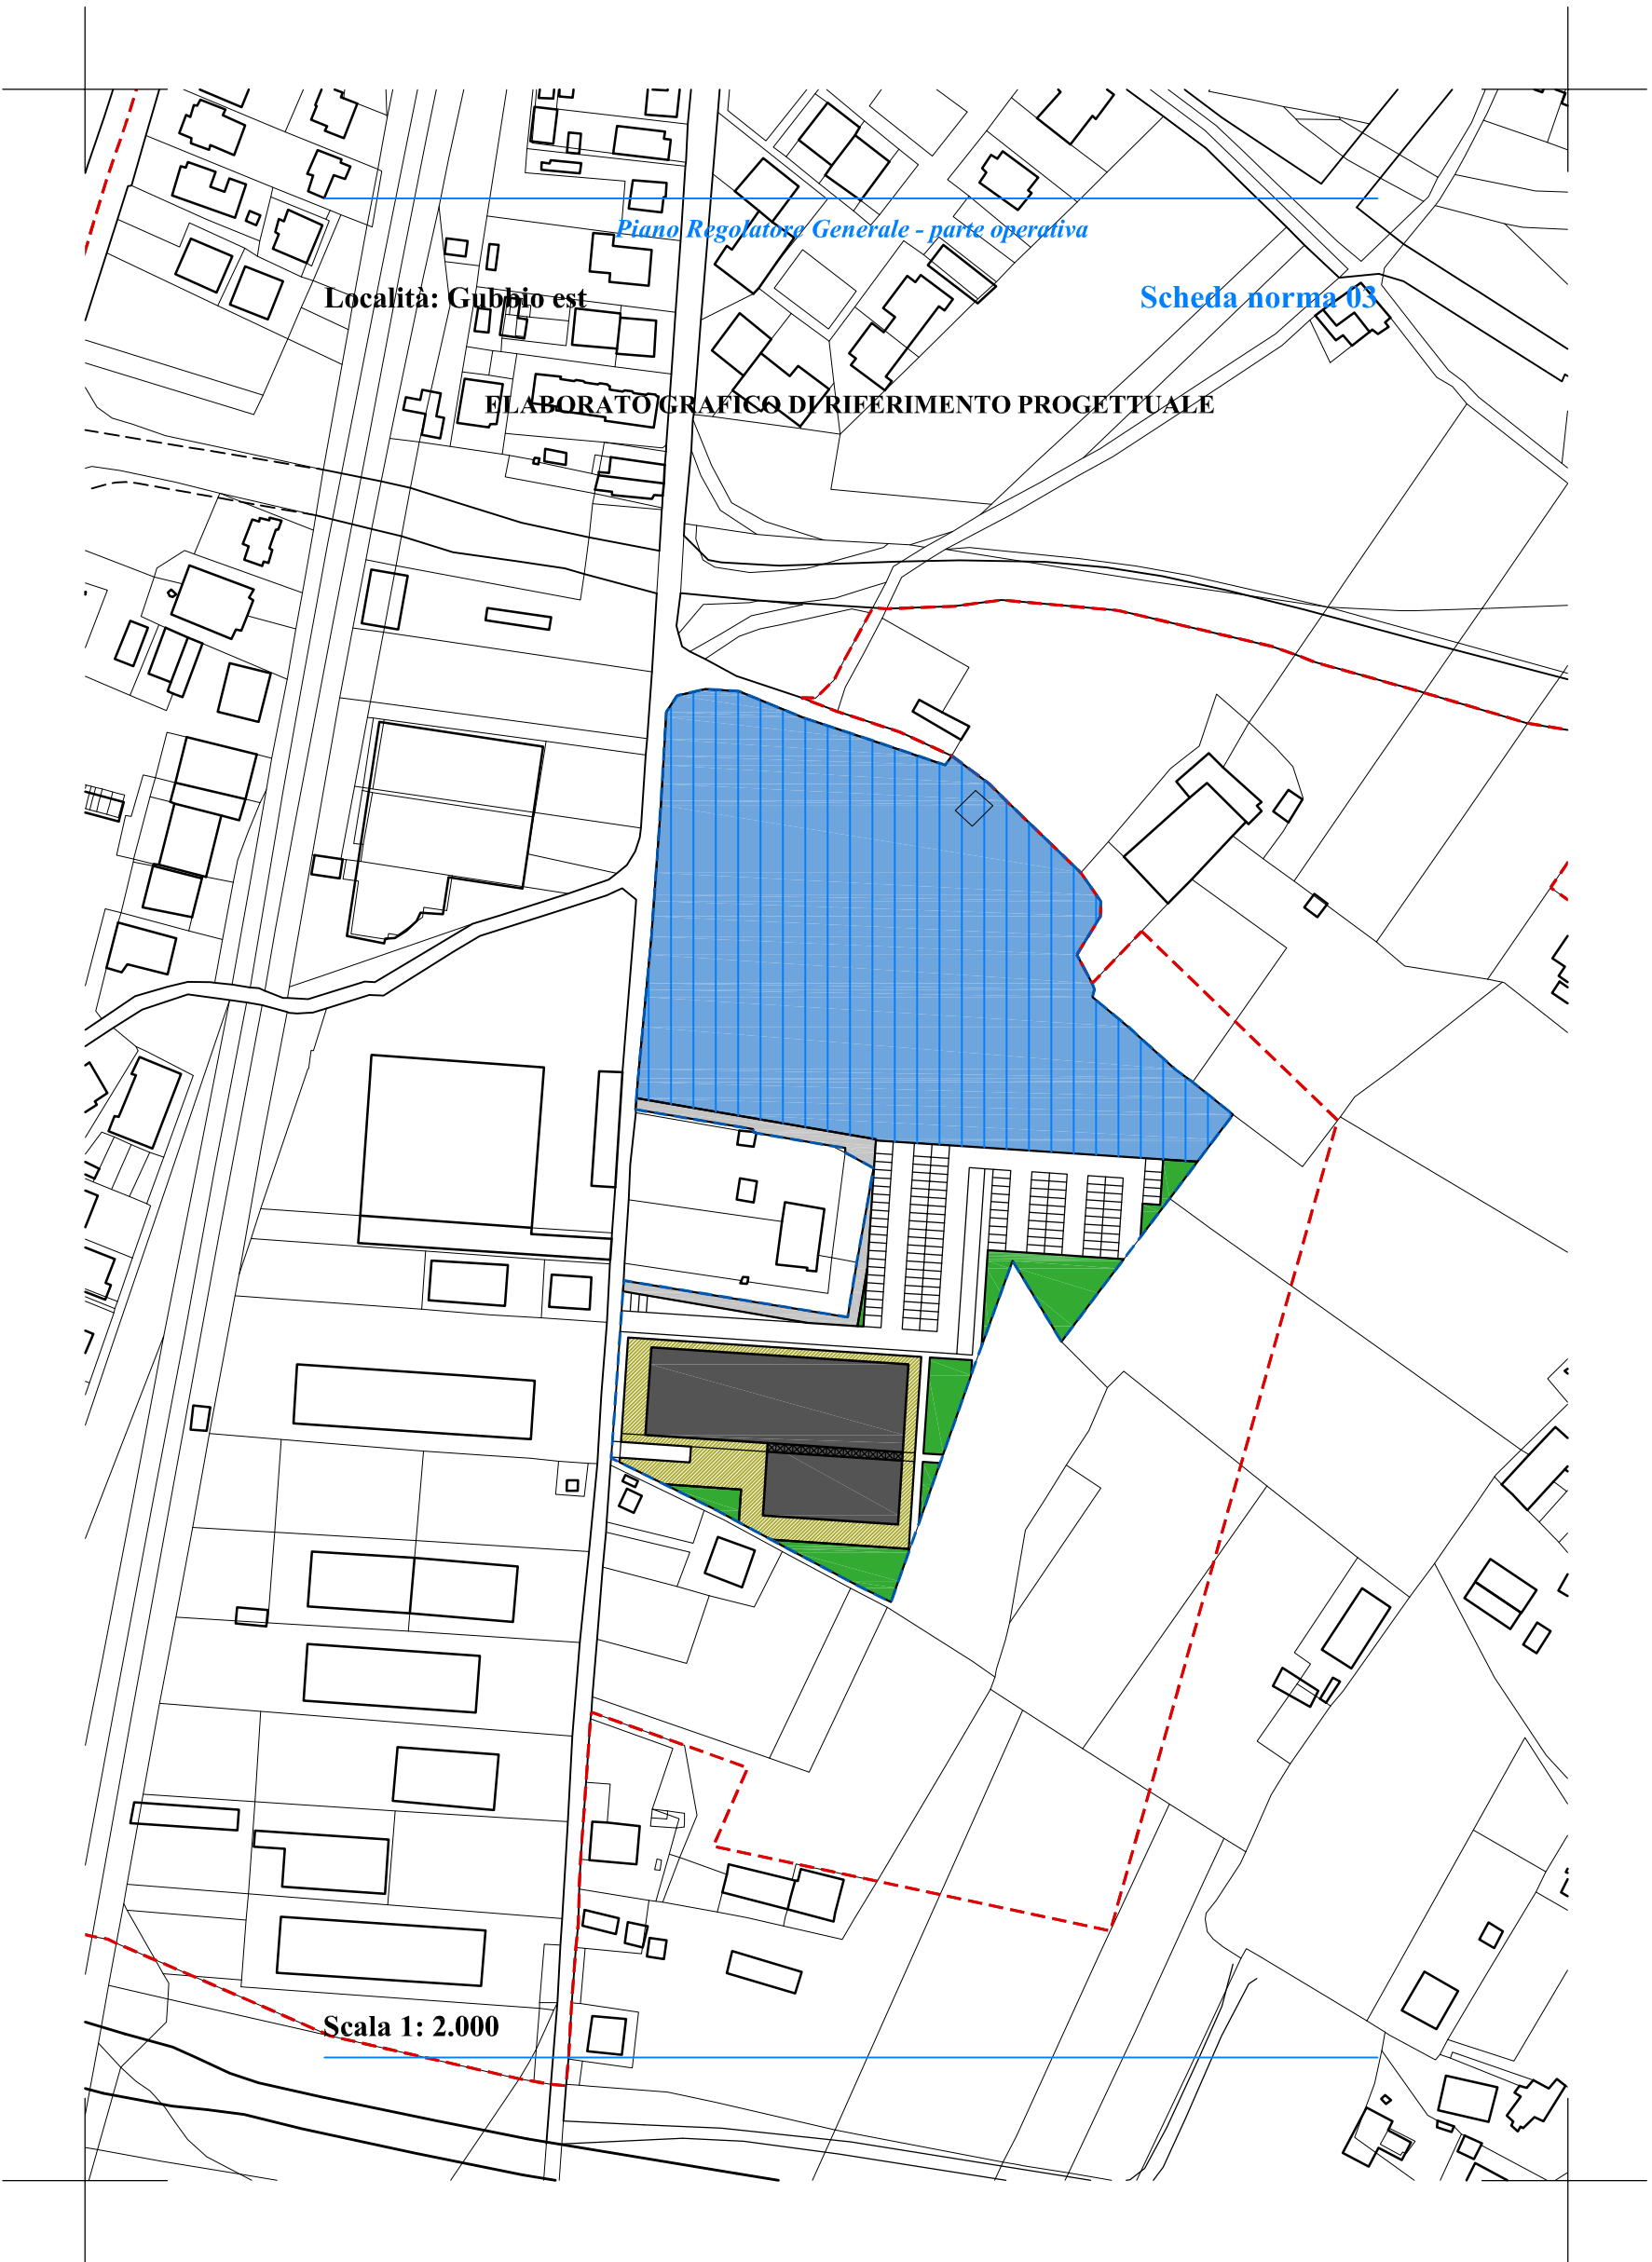 Piano Regolatore Generale - parte operativa
Località: Gubbio est
Scheda norma 03
ELABORATO GRAFICO DI RIFERIMENTO PROGETTUALE
Scala 1: 2.000